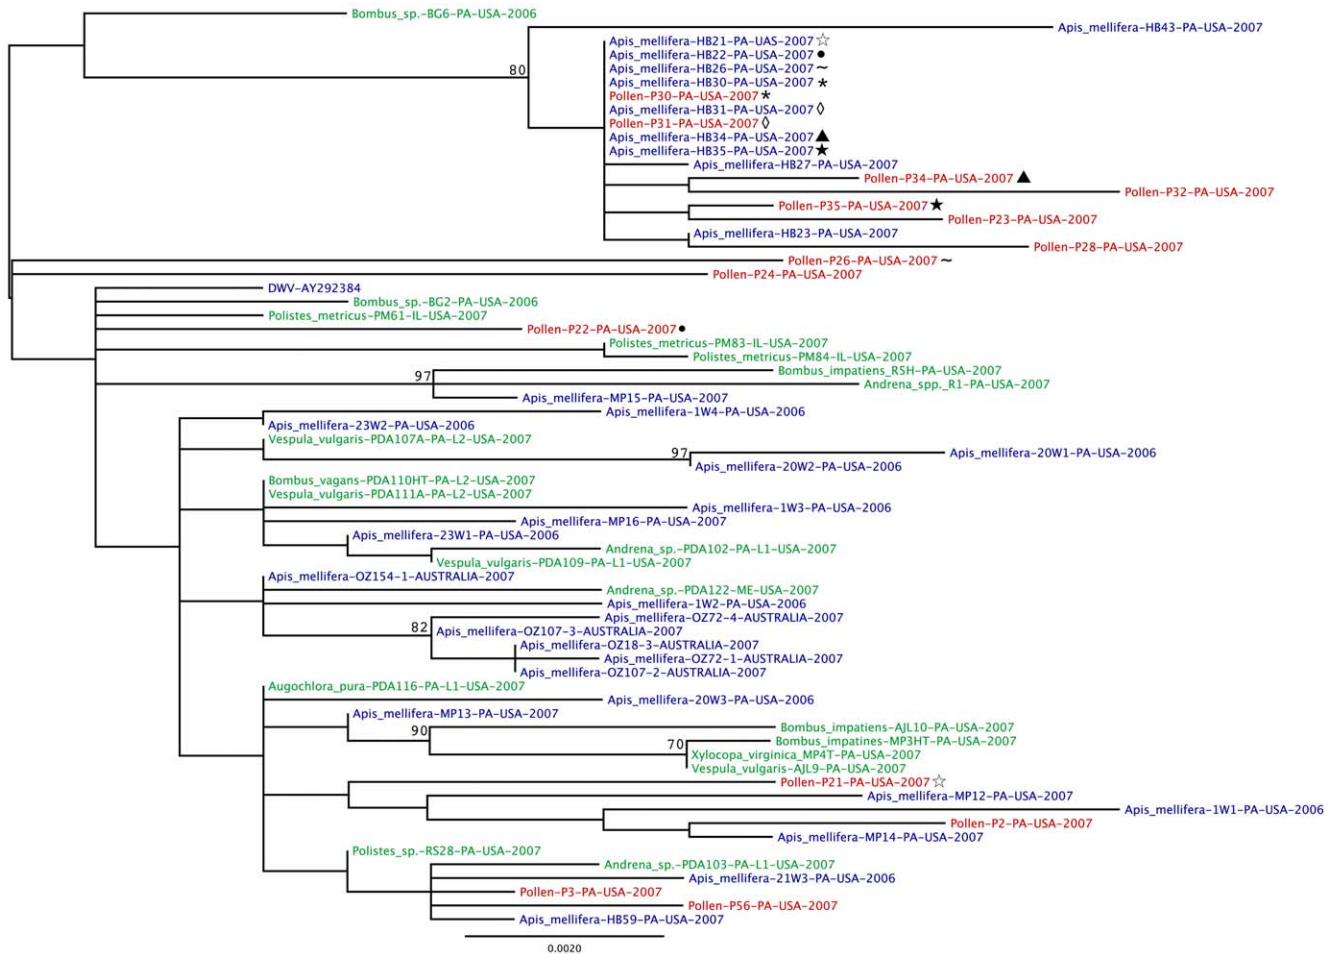 Bombus_sp.-BG6-PA-USA-2006
Apis_mellifera-HB43-PA-USA-2007
Apis_mellifera-HB21-PA-UAS-2007☆
Apis_mellifera-HB22-PA-USA-2007●
80
Apis_mellifera-HB26-PA-USA-2007~
Apis_mellifera-HB30-PA-USA-2007*
Pollen-P30-PA-USA-2007*
Apis_mellifera-HB31-PA-USA-2007◊
Pollen-P31-PA-USA-2007◊
Apis_mellifera-HB34-PA-USA-2007▲
Apis_mellifera-HB35-PA-USA-2007★
Apis_mellifera-HB27-PA-USA-2007
Pollen-P34-PA-USA-2007▲
Pollen-P32-PA-USA-2007
Pollen-P35-PA-USA-2007★
Pollen-P23-PA-USA-2007
Apis_mellifera-HB23-PA-USA-2007
Pollen-P28-PA-USA-2007
Pollen-P26-PA-USA-2007~
Pollen-P24-PA-USA-2007
DWV-AY292384
Bombus_sp.-BG2-PA-USA-2006
Polistes_metricus-PM61-IL-USA-2007
Pollen-P22-PA-USA-2007●
Polistes_metricus-PM83-IL-USA-2007
Polistes_metricus-PM84-IL-USA-2007
Bombus_impatiens_R5H-PA-USA-2007
97
Andrena_spp._R1-PA-USA-2007
Apis_mellifera-MP15-PA-USA-2007
Apis_mellifera-1W4-PA-USA-2006
Apis_mellifera-23W2-PA-USA-2006
Vespula_vulgaris-PDA107A-PA-L2-USA-2007
97
Apis_mellifera-20W1-PA-USA-2006
Apis_mellifera-20W2-PA-USA-2006
Bombus_vagans-PDA110HT-PA-L2-USA-2007
Vespula_vulgaris-PDA111A-PA-L2-USA-2007
Apis_mellifera-1W3-PA-USA-2006
Apis_mellifera-MP16-PA-USA-2007
Apis_mellifera-23W1-PA-USA-2006
Andrena_sp.-PDA102-PA-L1-USA-2007
Vespula_vulgaris-PDA109-PA-L1-USA-2007
Apis_mellifera-OZ154-1-AUSTRALIA-2007
Andrena_sp.-PDA122-ME-USA-2007
Apis_mellifera-1W2-PA-USA-2006
Apis_mellifera-OZ72-4-AUSTRALIA-2007
82
Apis_mellifera-OZ107-3-AUSTRALIA-2007
Apis_mellifera-OZ18-3-AUSTRALIA-2007
Apis_mellifera-OZ72-1-AUSTRALIA-2007
Apis_mellifera-OZ107-2-AUSTRALIA-2007
Augochlora_pura-PDA116-PA-L1-USA-2007
Apis_mellifera-20W3-PA-USA-2006
Apis_mellifera-MP13-PA-USA-2007
90
Bombus_impatiens-AJL10-PA-USA-2007
70
Bombus_impatines-MP3HT-PA-USA-2007
Xylocopa_virginica_MP4T-PA-USA-2007
Vespula_vulgaris-AJL9-PA-USA-2007
Pollen-P21-PA-USA-2007☆
Apis_mellifera-MP12-PA-USA-2007
Apis_mellifera-1W1-PA-USA-2006
Pollen-P2-PA-USA-2007
Apis_mellifera-MP14-PA-USA-2007
Polistes_sp.-RS28-PA-USA-2007
Andrena_sp.-PDA103-PA-L1-USA-2007
Apis_mellifera-21W3-PA-USA-2006
Pollen-P3-PA-USA-2007
Pollen-P56-PA-USA-2007
Apis_mellifera-HB59-PA-USA-2007
0.0020